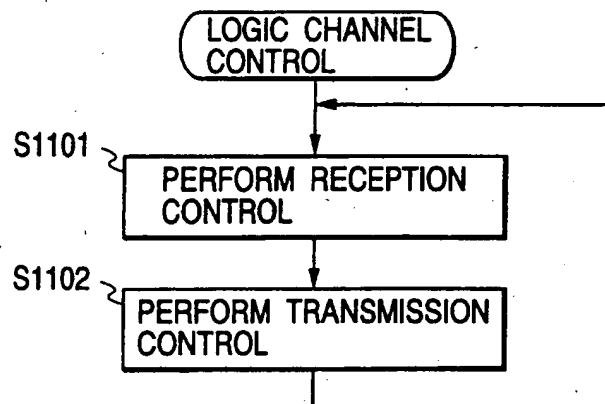 LOGIC CHANNEL
CONTROL
S1101
PERFORM RECEPTION
CONTROL
S1102
PERFORM TRANSMISSION
CONTROL